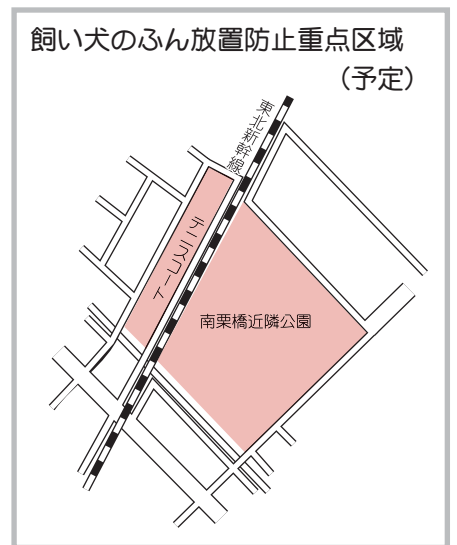 飼い犬のふん放置防止重点区域
（予定）
東北新幹線
テニスコート
南栗橋近隣公園